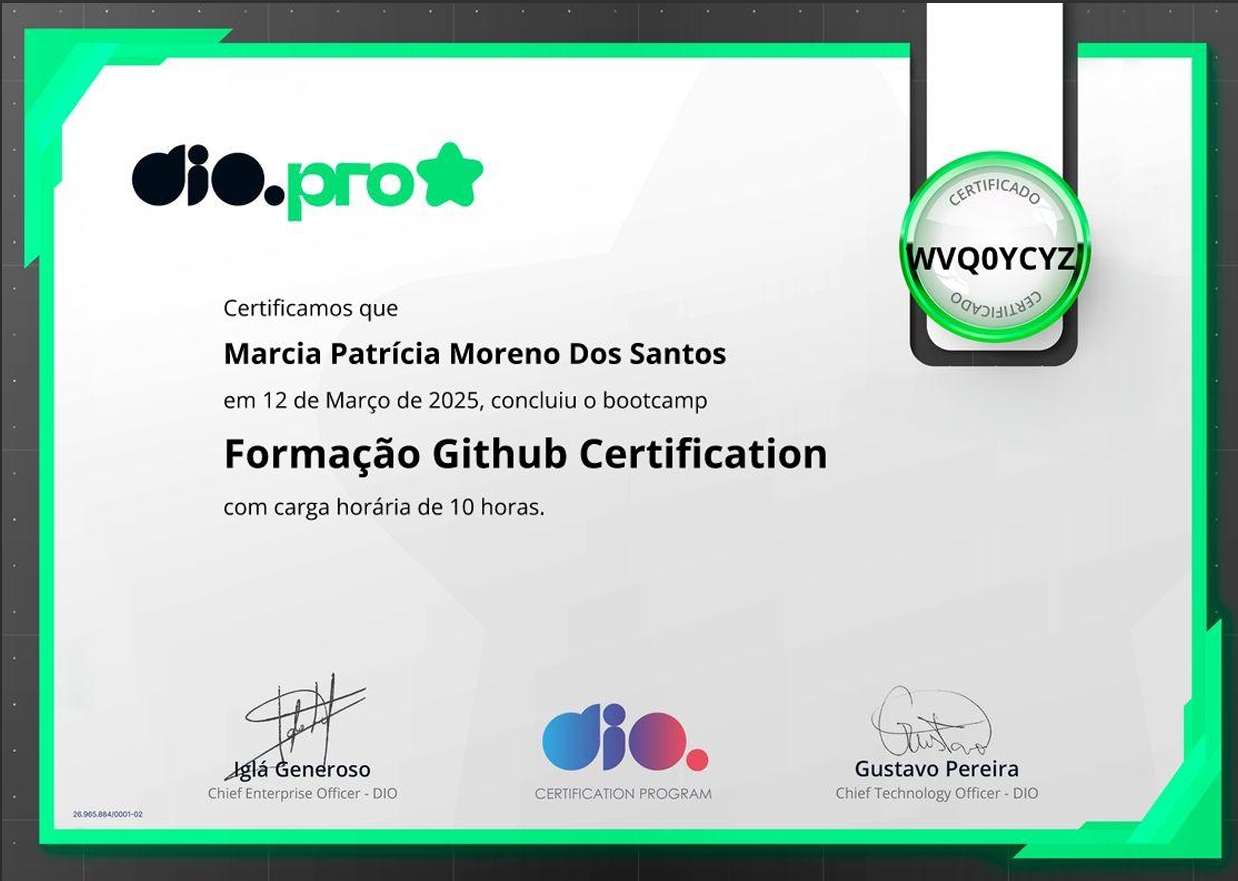 dio.pro
CERTIFICADO
WVQ0YCYZ
CERTIFICADO
Certificamos que
Marcia Patrícia Moreno Dos Santos
em 12 de Março de 2025, concluiu o bootcamp
Formação Github Certification
com carga horária de 10 horas.
Iglá Generoso
Chief Enterprise Officer - DIO
dio.
CERTIFICATION PROGRAM
Gustavo
Gustavo Pereira
Chief Technology Officer - DIO
26.965.884/0001-02